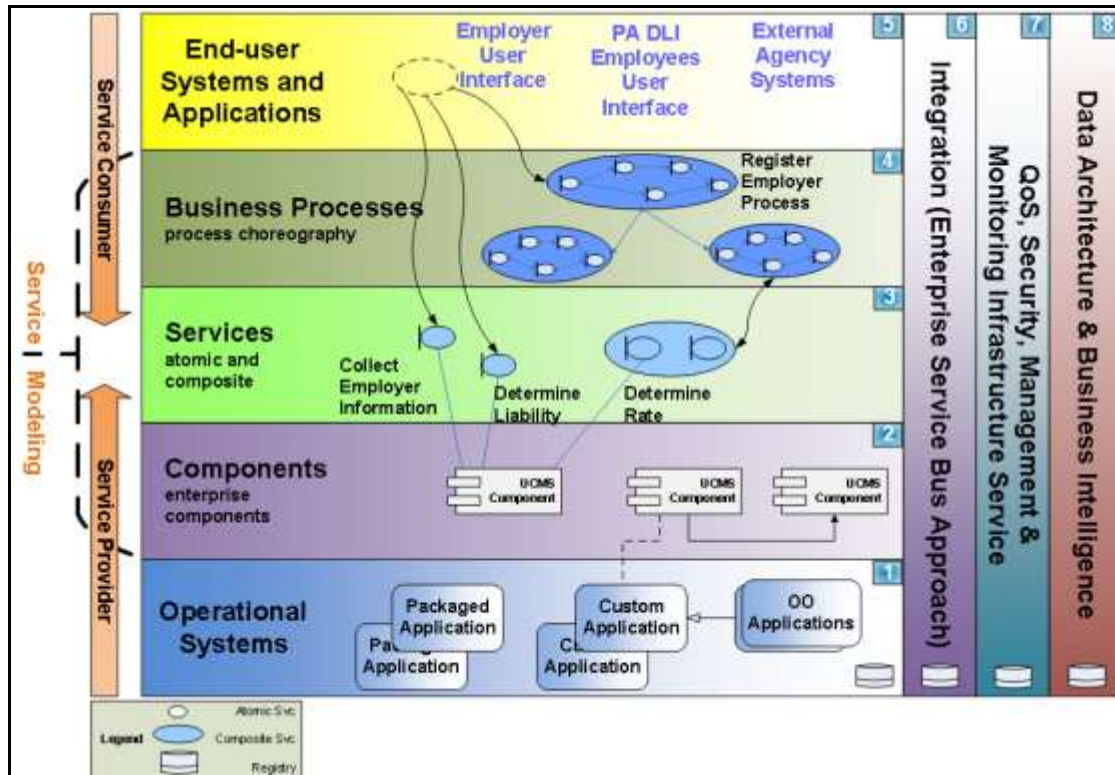 End-user
Systems and
Applications
Employer
User
Interface
PA DLI
Employees
User
Interface
External
Agency
Systems
5
Business Processes
process choreography
Register
Employer
Process
4
Services
atomic and
composite
Collect
Employer
Information
Determine
Liability
Determine
Rate
3
Components
enterprise
components
UCMS
Component
UCMS
Component
UCMS
Component
2
Operational
Systems
Packaged
Application
Application
Custom
Application
Application
OO
Applications
1
6
Integration (Enterprise Service Bus Approach)
7
QoS, Security, Management &
Monitoring Infrastructure Service
8
Data Architecture & Business Intelligence
Service Consumer
Service Modeling
Service Provider
Legend
Atomic Svc
Composite Svc
Registry